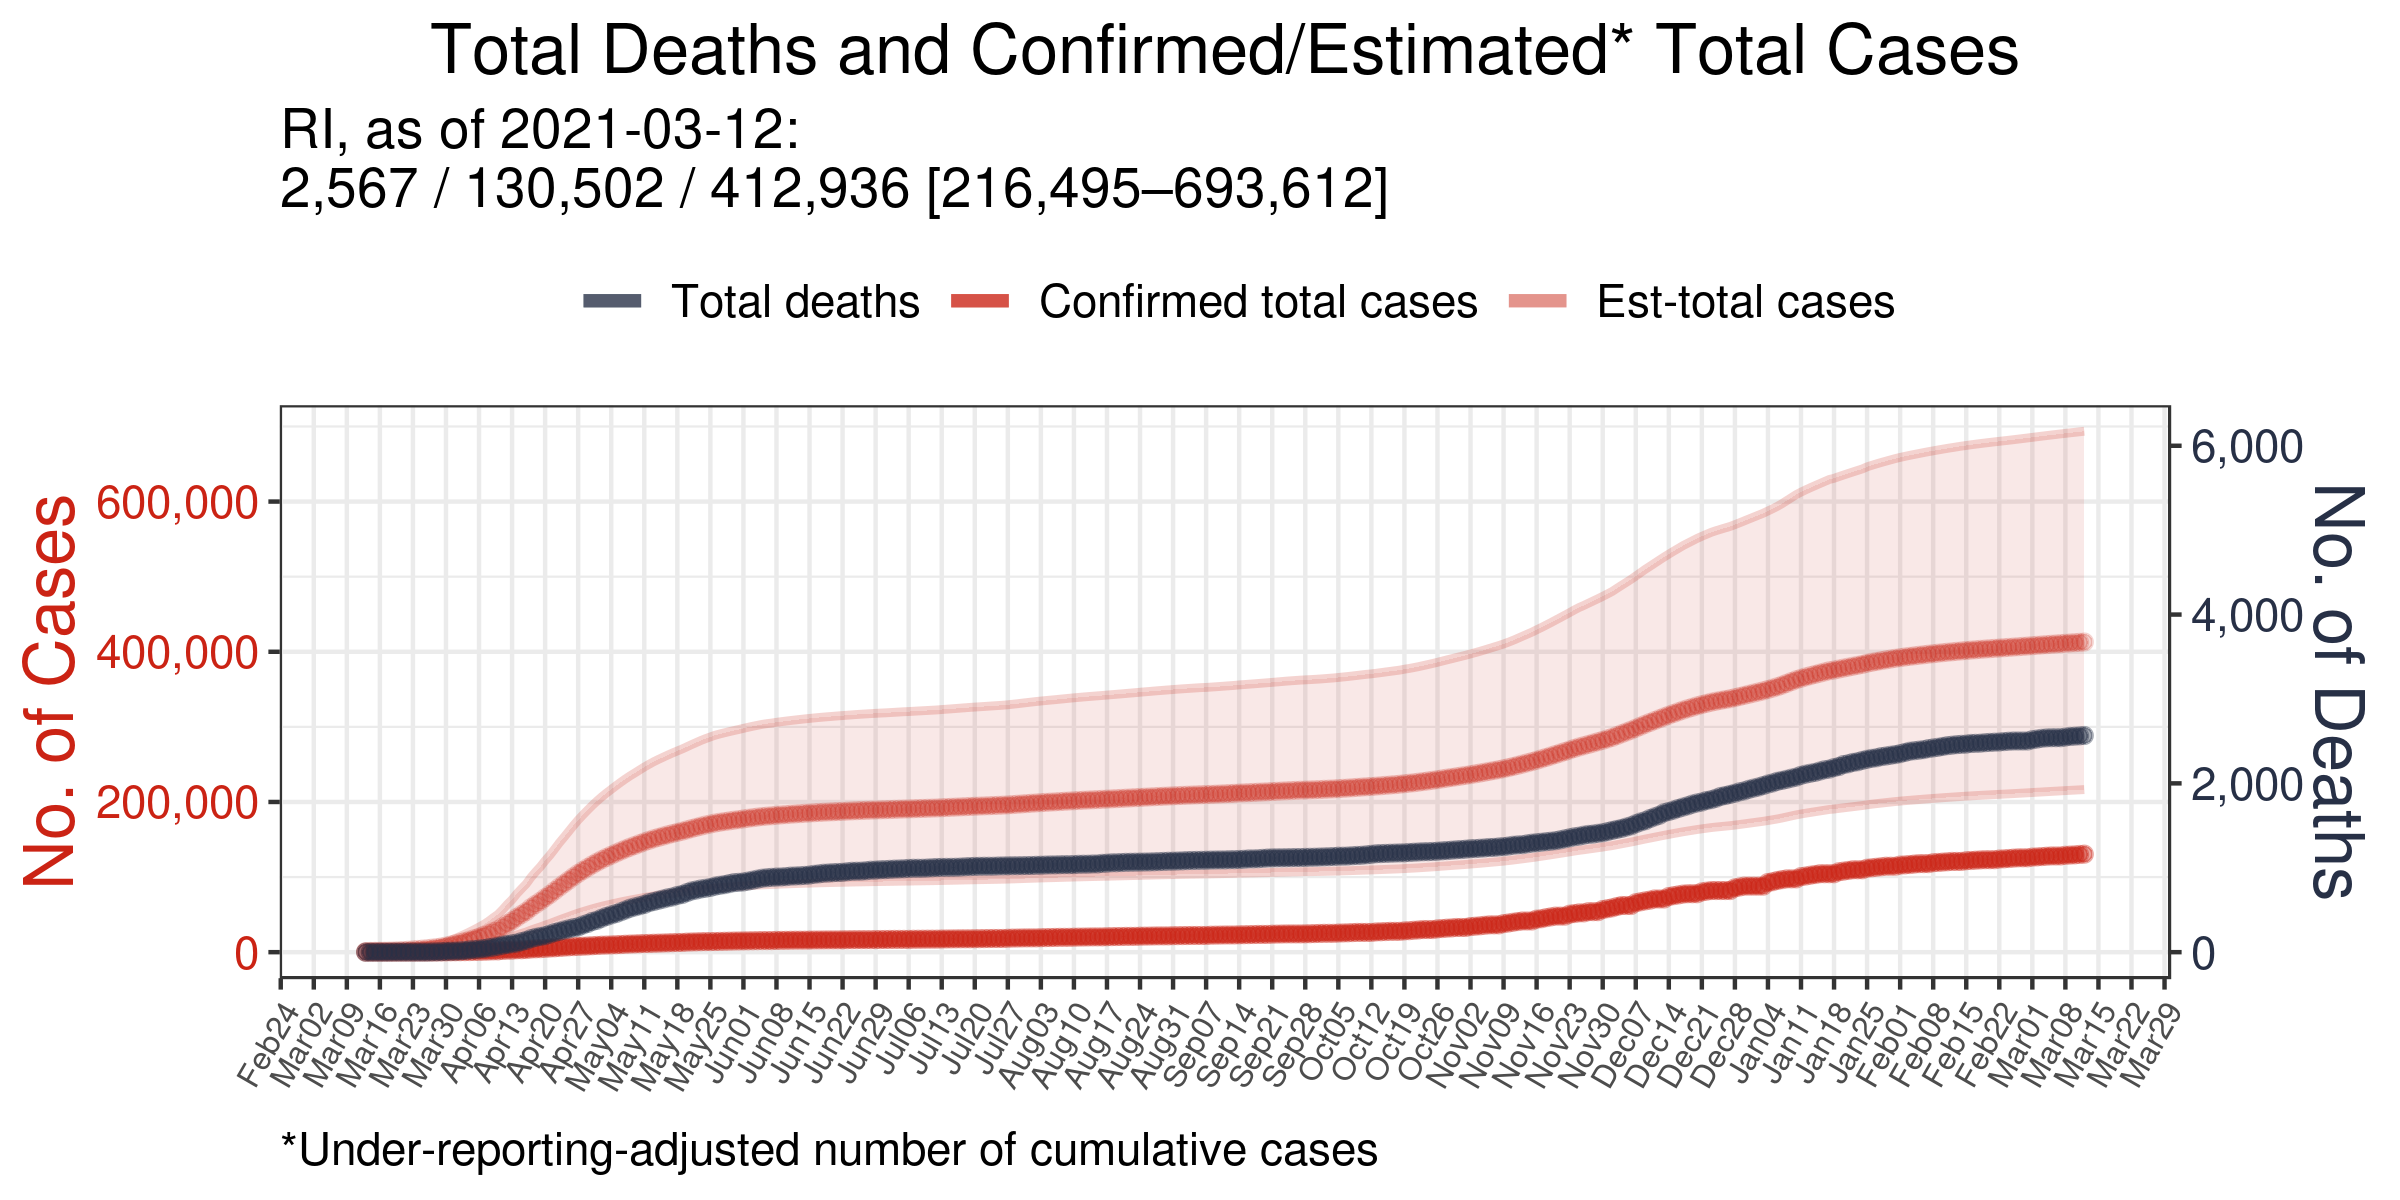 Total Deaths and Confirmed/Estimated* Total Cases
RI, as of 2021-03-12:
2,567 / 130,502 / 412,936 [216,495–693,612]
Total deaths
Confirmed total cases
Est-total cases
No. of Cases
600,000
400,000
200,000
0
6,000
4,000
2,000
0
No. of Deaths
Feb24
Mar02
Mar09
Mar16
Mar23
Mar30
Apr06
Apr13
Apr20
Apr27
May04
May11
May18
May25
Jun01
Jun08
Jun15
Jun22
Jun29
Jul06
Jul13
Jul20
Jul27
Aug03
Aug10
Aug17
Aug24
Aug31
Sep07
Sep14
Sep21
Sep28
Oct05
Oct12
Oct19
Oct26
Nov02
Nov09
Nov16
Nov23
Nov30
Dec07
Dec14
Dec21
Dec28
Jan04
Jan11
Jan18
Jan25
Feb01
Feb08
Feb15
Feb22
Mar01
Mar08
Mar15
Mar22
Mar29
*Under-reporting-adjusted number of cumulative cases